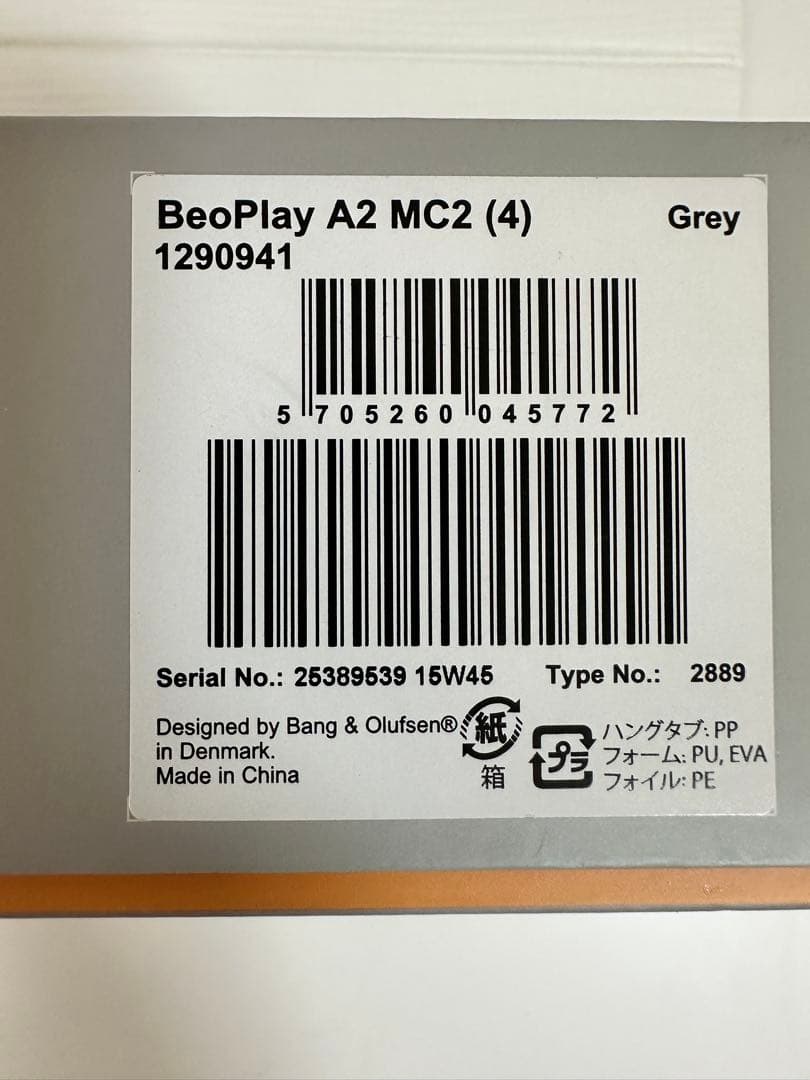 BeoPlay A2 MC2 (4) Grey
1290941
5 705260 045772
Serial No.: 25389539 15W45 Type No.: 2889
Designed by Bang & Olufsen®
in Denmark.
Made in China
紙
箱
プラ
ハングタブ: PP
フォーム: PU, EVA
フォイル: PE